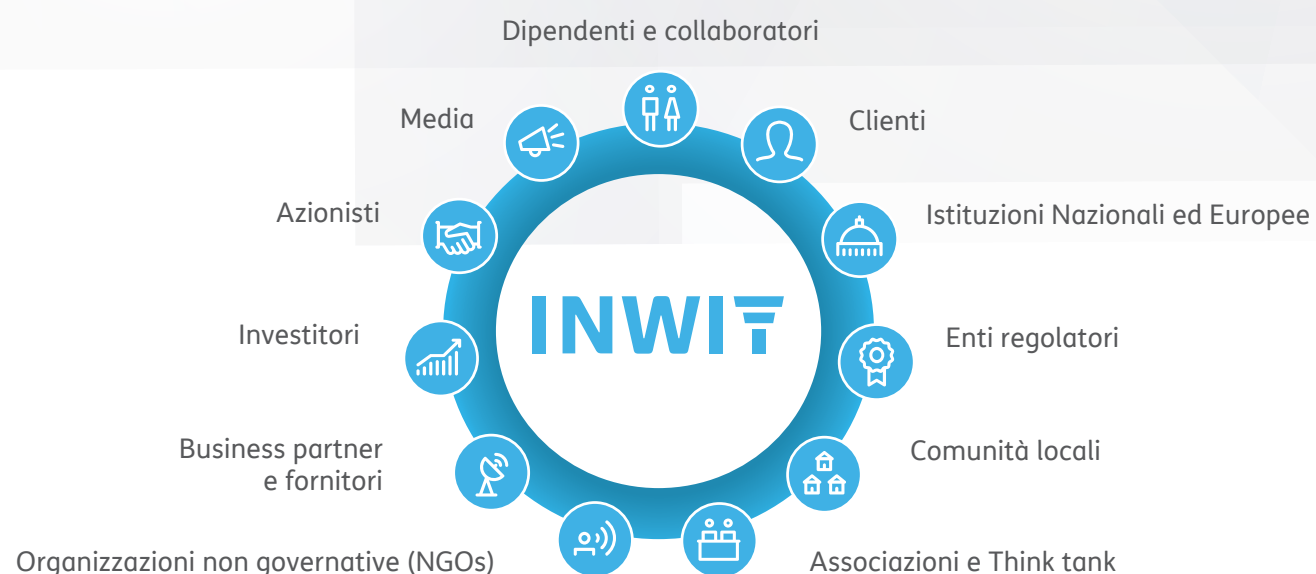 Dipendenti e collaboratori
Media
Clienti
Azionisti
Istituzioni Nazionali ed Europee
INWIT
Investitori
Enti regolatori
Business partner
e fornitori
Comunità locali
Organizzazioni non governative (NGOs)
Associazioni e Think tank